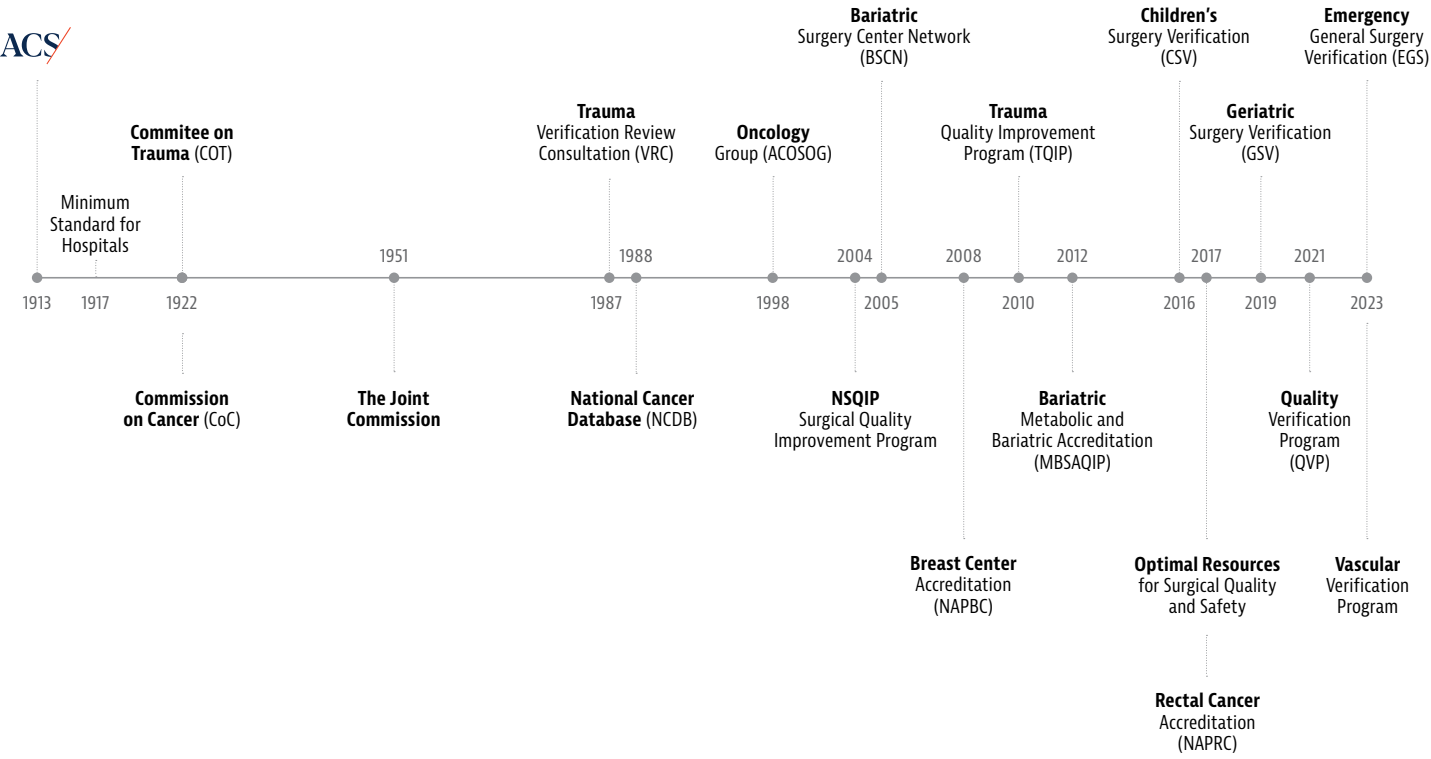 ACS
Bariatric
Surgery Center Network
(BSCN)
Children's
Surgery Verification
(CSV)
Emergency
General Surgery
Verification (EGS)
Commitee on
Trauma (COT)
Trauma
Verification Review
Consultation (VRC)
Oncology
Group (ACOSOG)
Trauma
Quality Improvement
Program (TQIP)
Geriatric
Surgery Verification
(GSV)
Minimum
Standard for
Hospitals
1951
1988
2004
2008
2012
2017
2021
1913
1917
1922
1987
1998
2005
2010
2016
2019
2023
Commission
on Cancer (CoC)
The Joint
Commission
National Cancer
Database (NCDB)
NSQIP
Surgical Quality
Improvement Program
Bariatric
Metabolic and
Bariatric Accreditation
(MBSAQIP)
Quality
Verification
Program
(QVP)
Breast Center
Accreditation
(NAPBC)
Optimal Resources
for Surgical Quality
and Safety
Vascular
Verification
Program
Rectal Cancer
Accreditation
(NAPRC)